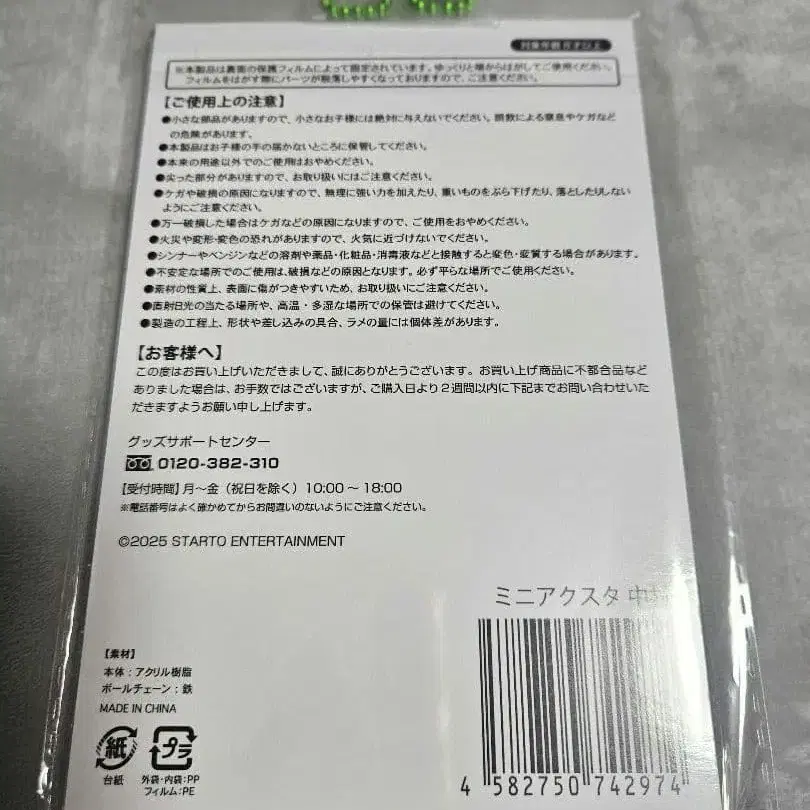 対象年齢6才以上
※本製品は裏面の保護フィルムによって固定されています。ゆっくりと端からはがしてご使用ください。
フィルムをはがす際にパーツが脱落しやすくなっておりますので、ご注意ください。
【ご使用上の注意】
●小さな部品がありますので、小さなお子様には絶対に与えないでください。誤飲による窒息やケガなど
の危険があります。
●本製品はお子様の手の届かないところに保管してください。
●本来の用途以外でのご使用はおやめください。
●尖った部分がありますので、お取り扱いにはご注意ください。
●ケガや破損の原因になりますので、無理に強い力を加えたり、重いものをぶら下げたり、落としたりしない
ようにご注意ください。
●万一破損した場合はケガなどの原因になりますので、ご使用をおやめください。
●火災や変形・変色の恐れがありますので、火気に近づけないでください。
●シンナーやベンジンなどの溶剤や薬品・化粧品・消毒液などと接触すると変色・変質する場合があります。
●不安定な場所でのご使用は、破損などの原因となります。必ず平らな場所でご使用ください。
●素材の性質上、表面に傷がつきやすいため、お取り扱いにご注意ください。
●直射日光の当たる場所や、高温・多湿な場所での保管は避けてください。
●製造の工程上、形状や差し込みの具合、ラメの量には個体差があります。
【お客様へ】
この度はお買い上げいただきまして、誠にありがとうございます。お買い上げ商品に不都合品など
ありました場合は、お手数ではございますが、ご購入日より2週間以内に下記までお問い合わせいた
だきますようお願い申し上げます。
グッズサポートセンター
0120-382-310
【受付時間】月～金（祝日を除く）10:00～18:00
※電話番号はよく確かめてからお間違いのないようにご注意ください。
©2025 STARTO ENTERTAINMENT
ミニアクスタ 中
【素材】
本体：アクリル樹脂
ボールチェーン：鉄
MADE IN CHINA
紙
プラ
台紙
外袋・内袋：PP
フィルム：PE
4 582750 742974